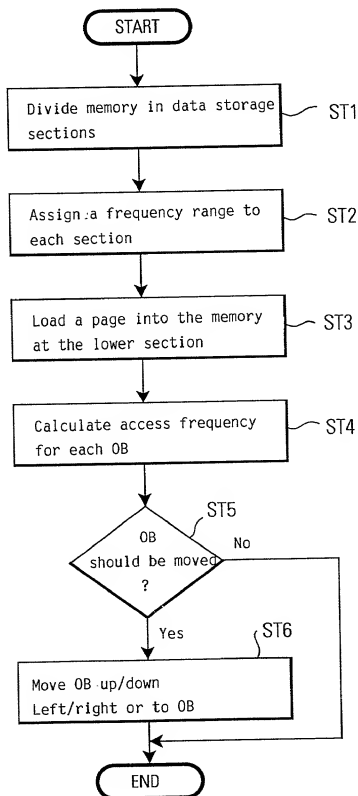 START
Divide memory in data storage
sections
ST1
Assign a frequency range to
each section
ST2
Load a page into the memory
at the lower section
ST3
Calculate access frequency
for each OB
ST4
ST5
OB
should be moved
?
No
Yes
ST6
Move OB up/down
Left/right or to OB
END